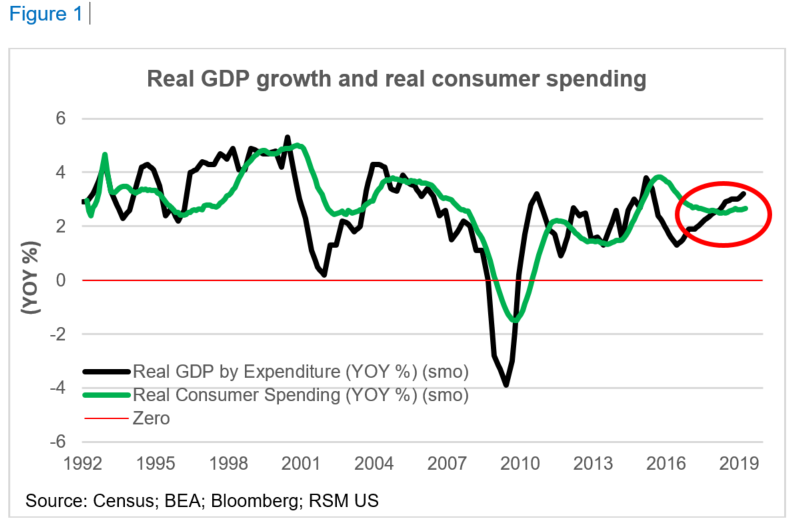 Figure 1
Real GDP growth and real consumer spending
6
4
2
0
-2
-4
-6
(YOY %)
Real GDP by Expenditure (YOY %) (smo)
Real Consumer Spending (YOY %) (smo)
Zero
1992 1995 1998 2001 2004 2007 2010 2013 2016 2019
Source: Census; BEA; Bloomberg; RSM US